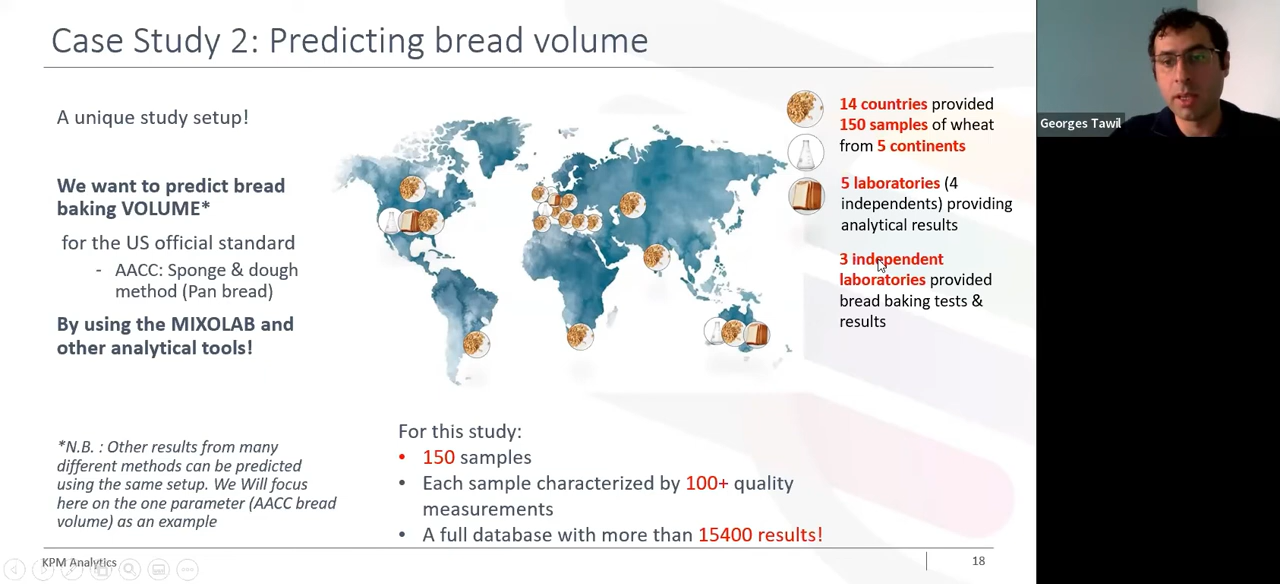 Case Study 2: Predicting bread volume
A unique study setup!
We want to predict bread
baking VOLUME*
for the US official standard
- AACC: Sponge & dough
method (Pan bread)
By using the MIXOLAB and
other analytical tools!
*N.B. : Other results from many
different methods can be predicted
using the same setup. We Will focus
here on the one parameter (AACC bread
volume) as an example
14 countries provided
150 samples of wheat
from 5 continents
5 laboratories (4
independents) providing
analytical results
3 independent
laboratories provided
bread baking tests &
results
For this study:
• 150 samples
• Each sample characterized by 100+ quality
measurements
• A full database with more than 15400 results!
KPM Analytics
18
Georges Tawil